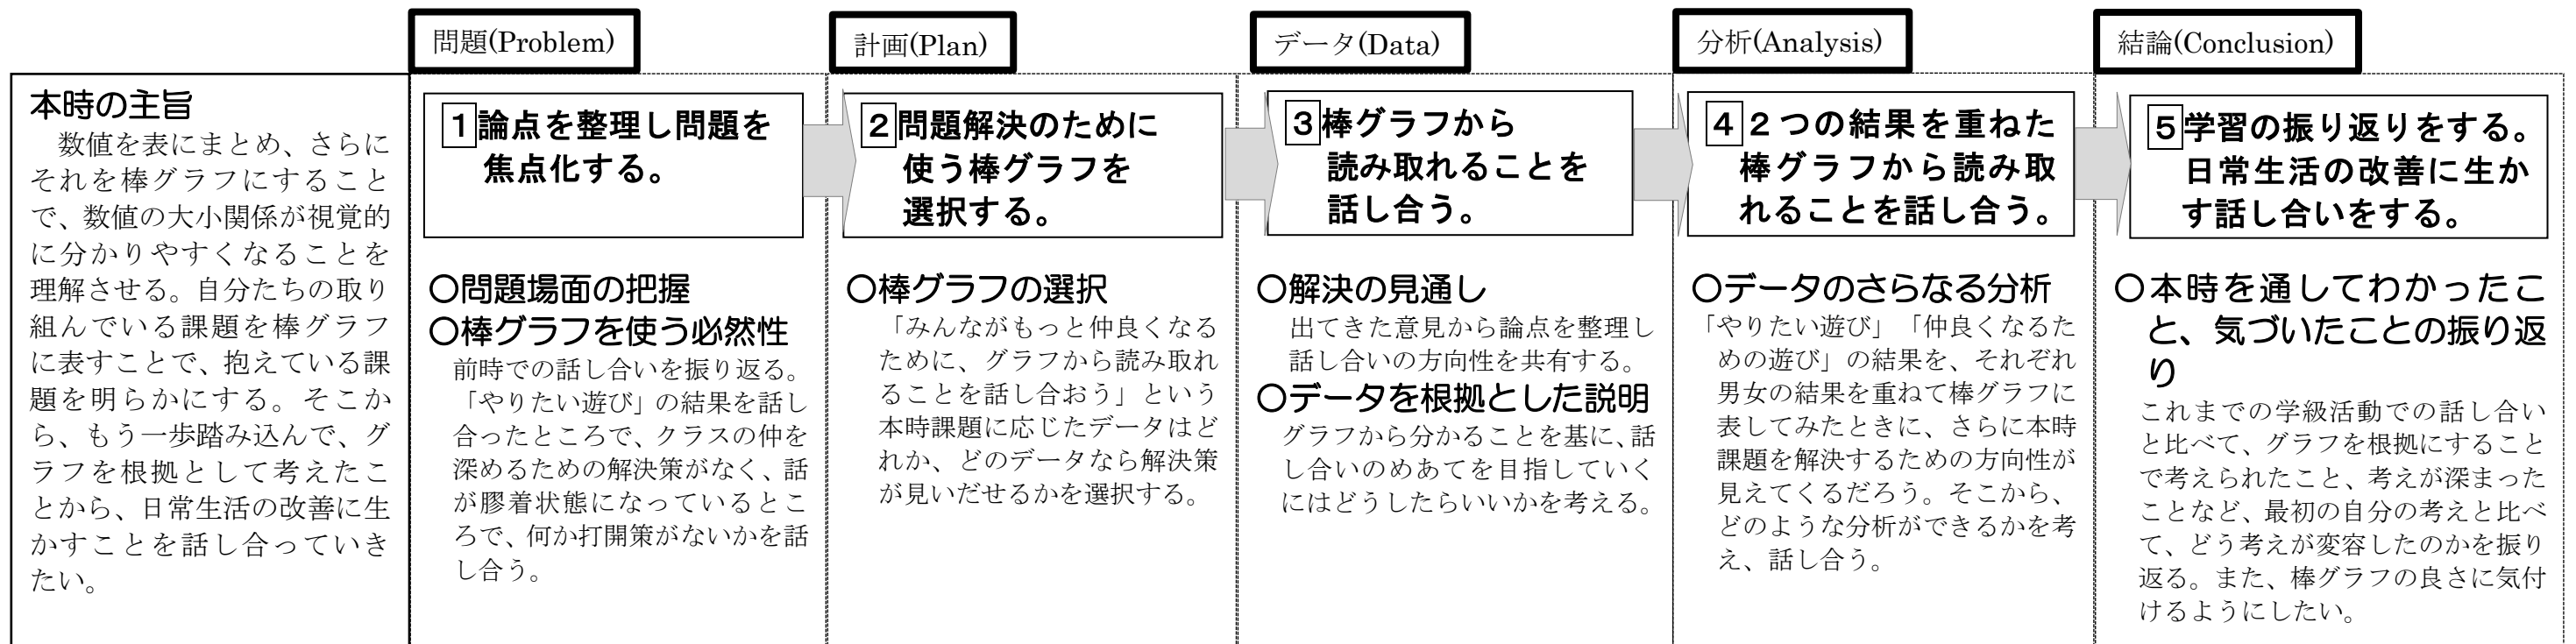 本時の主旨
数値を表にまとめ、さらに
それを棒グラフにすること
で、数値の大小関係が視覚的
に分かりやすくなることを
理解させる。自分たちの取り
組んでいる課題を棒グラフ
に表すことで、抱えている課
題を明らかにする。そこか
ら、もう一歩踏み込んで、グ
ラフを根拠として考えたこ
とから、日常生活の改善に生
かすことを話し合っていき
たい。
問題(Problem)
1論点を整理し問題を
焦点化する。
○問題場面の把握
○棒グラフを使う必然性
前時での話し合いを振り返る。
「やりたい遊び」の結果を話し
合ったところで、クラスの仲を
深めるための解決策がなく、話
が膠着状態になっているとこ
ろで、何か打開策がないかを話
し合う。
計画(Plan)
2問題解決のために
使う棒グラフを
選択する。
○棒グラフの選択
「みんながもっと仲良くなる
ために、グラフから読み取れ
ることを話し合おう」という
本時課題に応じたデータはど
れか、どのデータなら解決策
が見いだせるかを選択する。
データ(Data)
3棒グラフから
読み取れることを
話し合う。
○解決の見通し
出てきた意見から論点を整理し
話し合いの方向性を共有する。
○データを根拠とした説明
グラフから分かることを基に、話
し合いのめあてを目指していく
にはどうしたらいいかを考える。
分析(Analysis)
4２つの結果を重ねた
棒グラフから読み取
れることを話し合う。
○データのさらなる分析
「やりたい遊び」「仲良くなるた
めの遊び」の結果を、それぞれ
男女の結果を重ねて棒グラフに
表してみたときに、さらに本時
課題を解決するための方向性が
見えてくるだろう。そこから、
どのような分析ができるかを考
え、話し合う。
結論(Conclusion)
5学習の振り返りをする。
日常生活の改善に生か
す話し合いをする。
○本時を通してわかったこ
と、気づいたことの振り返
り
これまでの学級活動での話し合い
と比べて、グラフを根拠にすること
で考えられたこと、考えが深まった
ことなど、最初の自分の考えと比べ
て、どう考えが変容したのかを振り
返る。また、棒グラフの良さに気付
けるようにしたい。